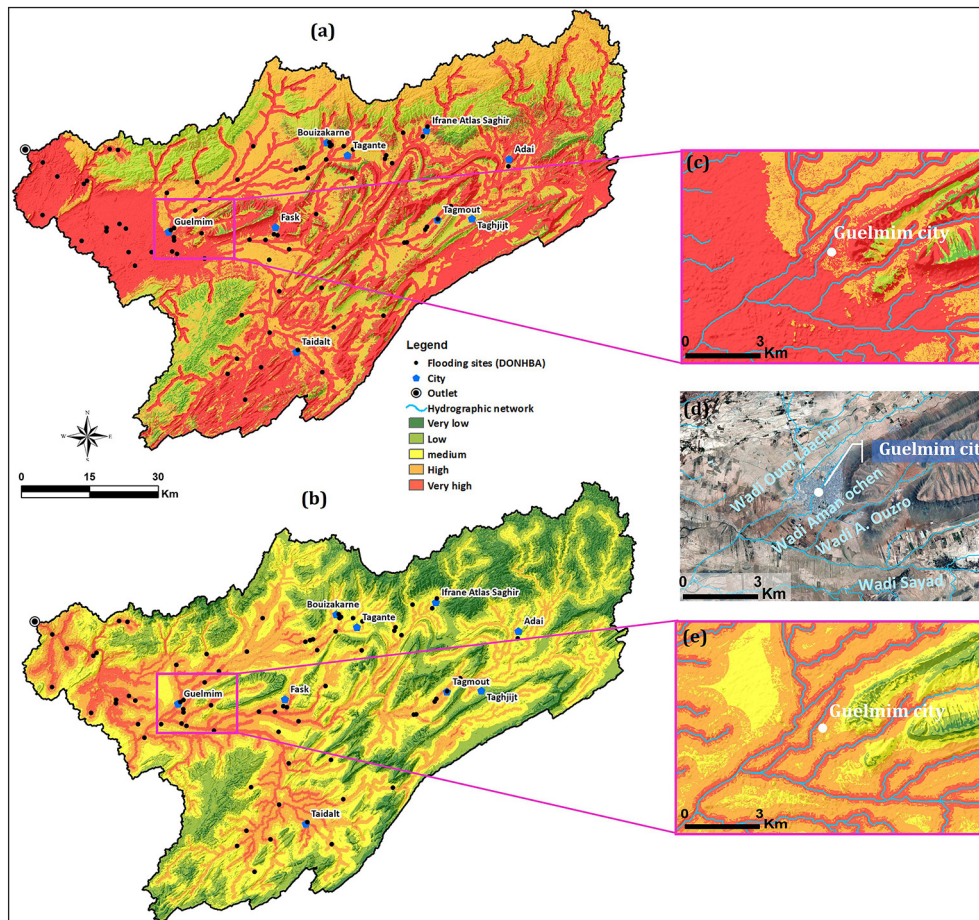 (a)
Bouizakarne
Ifrane Atlas Saghir
Tagante
Adai
Guelmim
Fask
Tagmout
Taghjijt
Taidalt
Legend
Flooding sites (DONHBA)
City
Outlet
Hydrographic network
Very low
Low
medium
High
Very high
N
W E
S
0 15 30
Km
(b)
Ifrane Atlas Saghir
Bouizakarne
Tagante
Adai
Guelmim
Fask
Tagmout
Taghjijt
Taidalt
(c)
Guelmim city
0 3
Km
(d)
Guelmim cit
Wadi Oum Laachar
Wadi Aman ochen
Wadi A. Ouzro
Wadi Sayad
0 3
Km
(e)
Guelmim city
0 3
Km